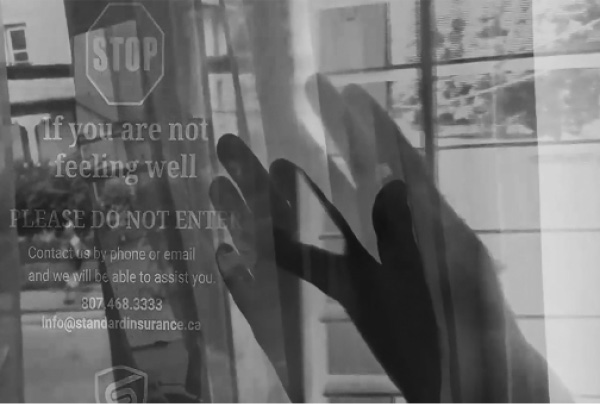 STOP
If you are not
feeling well
PLEASE DO NOT ENTE
Contact us by phone or email
and we will be able to assist you.
807.468.3333
Info@standardinsurance.ca